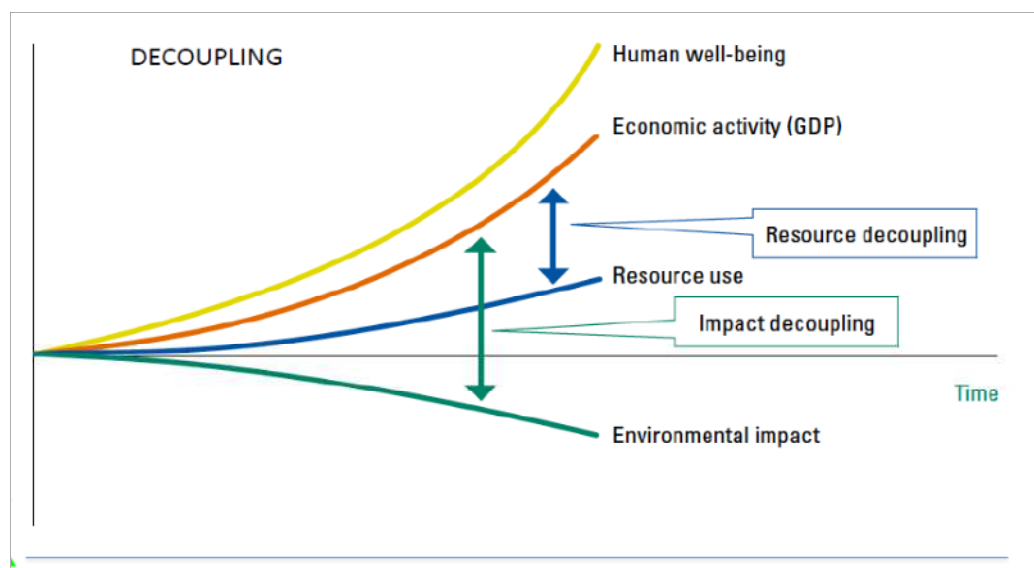 DECOUPLING
Human well-being
Economic activity (GDP)
Resource decoupling
Resource use
Impact decoupling
Time
Environmental impact